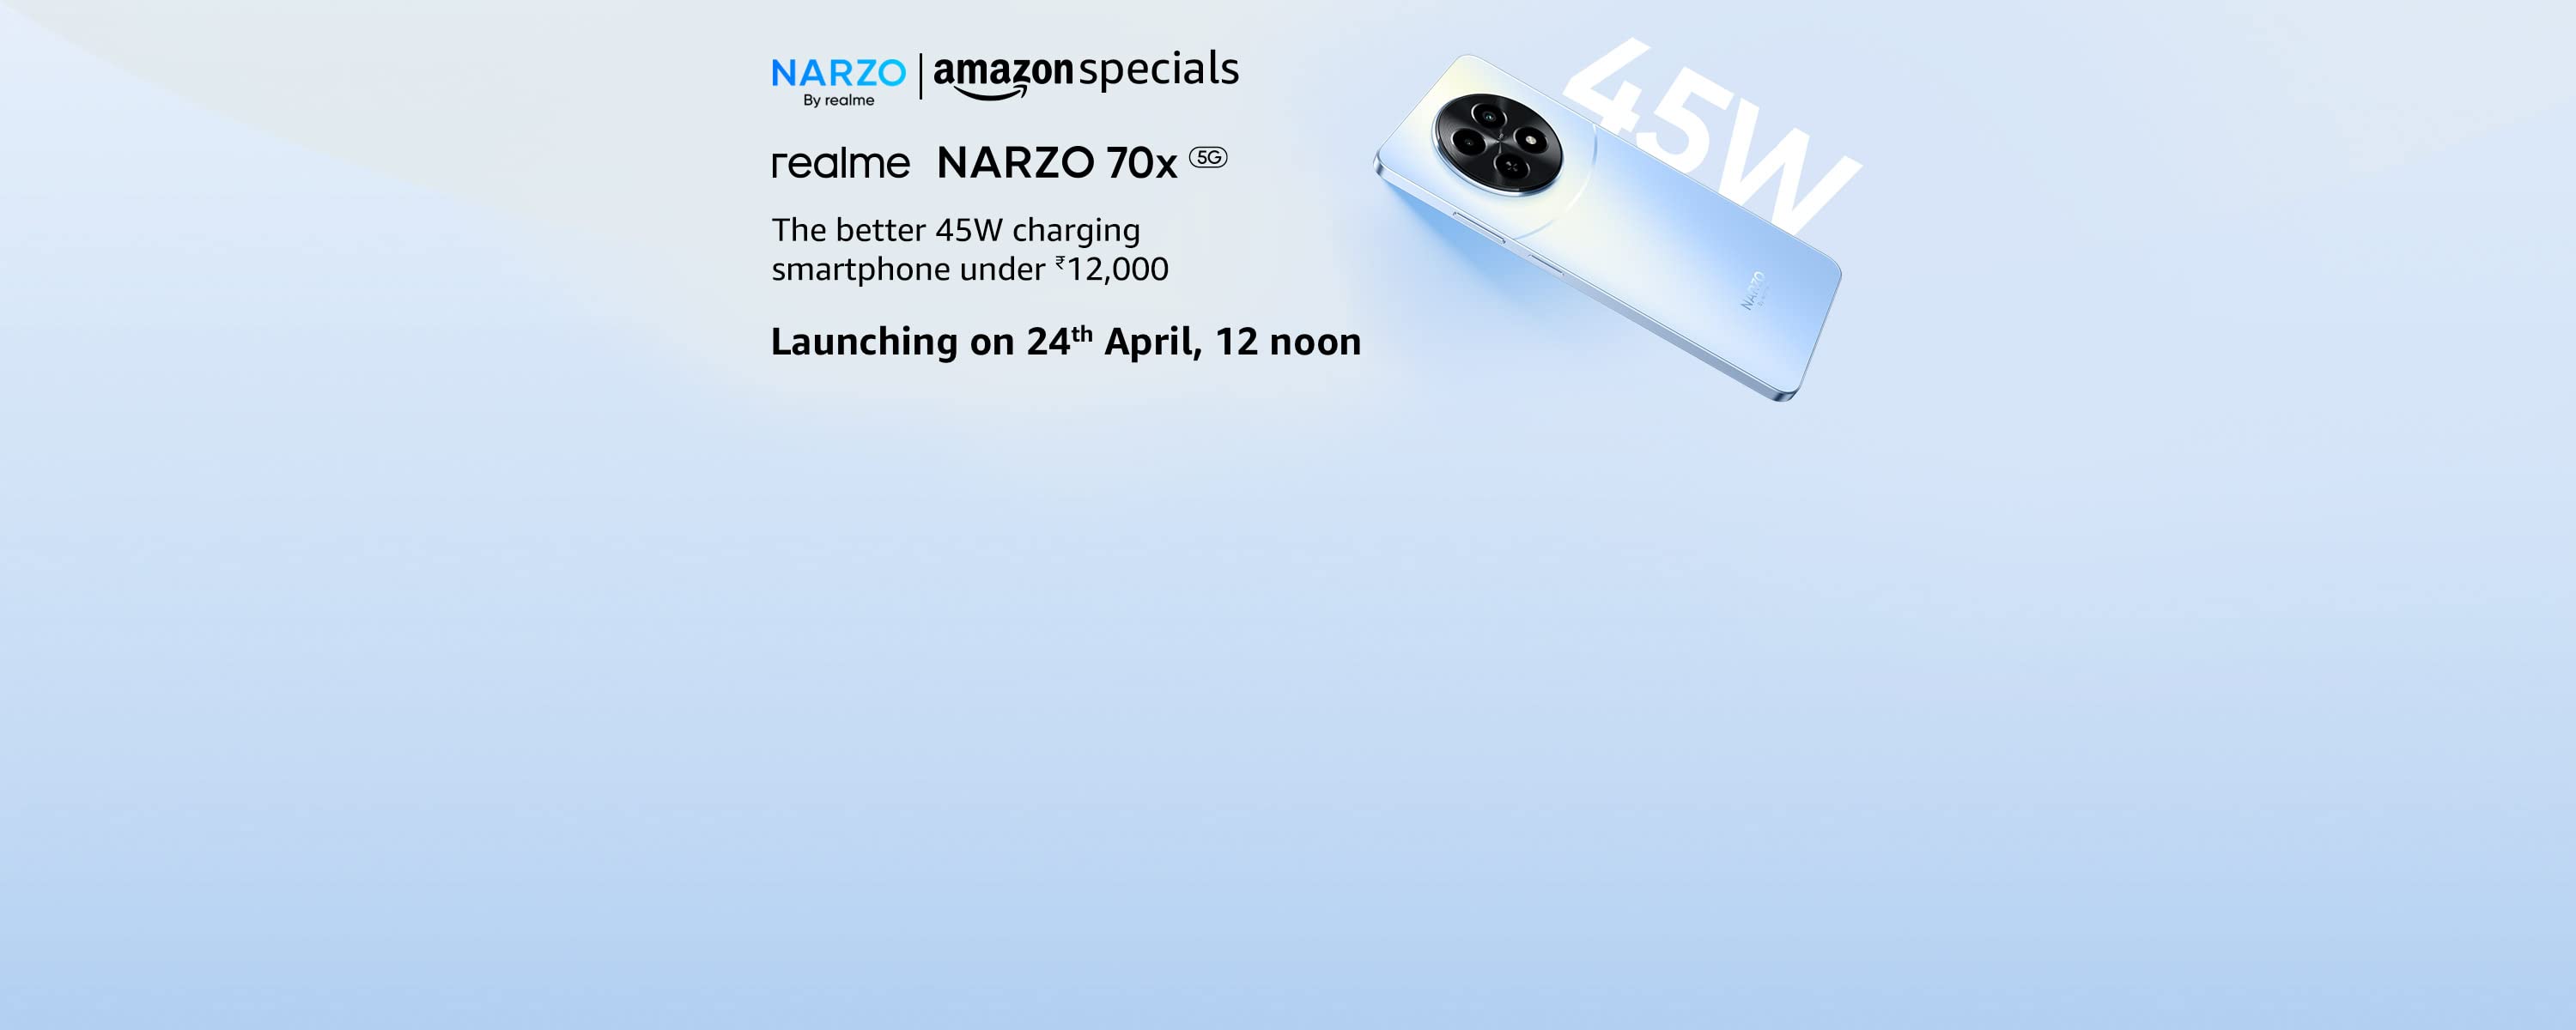 NARZO | amazon specials
By realme
realme NARZO 70x 5G
The better 45W charging
smartphone under ₹12,000
Launching on 24th April, 12 noon
45W
NARZO